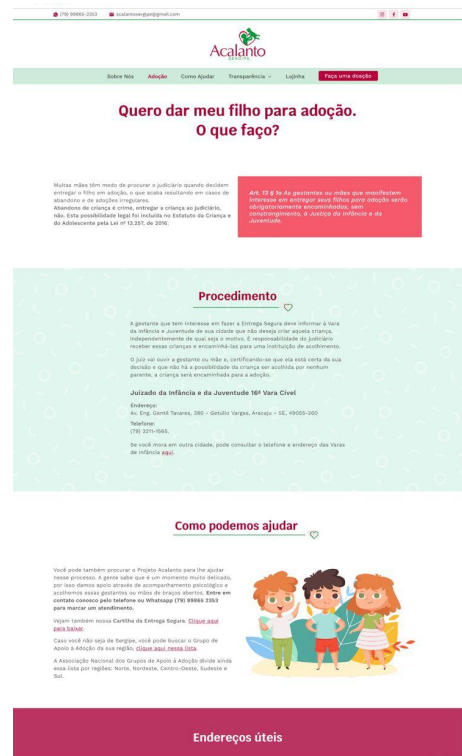 (79) 99865-2353 acalantosergipe@gmail.com
Acalanto
SERGIPE
Sobre Nós Adoção Como Ajudar Transparência Lojinha Faça uma doação
Quero dar meu filho para adoção.
O que faço?
Muitas mães têm medo de procurar o judiciário quando decidem
entregar o filho em adoção, o que acaba resultando em casos de
abandono e de adoções irregulares.
Abandono de criança é crime, entregar a criança ao judiciário,
não. Esta possibilidade legal foi incluída no Estatuto da Criança e
do Adolescente pela Lei nº 13.257, de 2016.
Art. 13 § 1o As gestantes ou mães que manifestem
interesse em entregar seus filhos para adoção serão
obrigatoriamente encaminhadas, sem
constrangimento, à Justiça da Infância e da
Juventude.
Procedimento
A gestante que tem interesse em fazer a Entrega Segura deve informar à Vara
da Infância e Juventude de sua cidade que não deseja criar aquela criança,
independentemente de qual seja o motivo. É responsabilidade do judiciário
receber essas crianças e encaminhá-las para uma instituição de acolhimento.
O juiz vai ouvir a gestante ou mãe e, certificando-se que ela está certa da sua
decisão e que não há a possibilidade da criança ser acolhida por nenhum
parente, a criança será encaminhada para a adoção.
Juizado da Infância e da Juventude 16ª Vara Cível
Endereço:
Av. Eng. Gentil Tavares, 380 - Getúlio Vargas, Aracaju - SE, 49055-260
Telefone:
(79) 3211-1565.
Se você mora em outra cidade, pode consultar o telefone e endereço das Varas
de infância aqui.
Como podemos ajudar
Você pode também procurar o Projeto Acalanto para lhe ajudar
nesse processo. A gente sabe que é um momento muito delicado,
por isso damos apoio através de acompanhamento psicológico e
acolhemos essas gestantes ou mães de braços abertos. Entre em
contato conosco pelo telefone ou Whatsapp (79) 99865 2353
para marcar um atendimento.
Vejam também nossa Cartilha da Entrega Segura. Clique aqui
para baixar.
Caso você não seja de Sergipe, você pode buscar o Grupo de
Apoio à Adoção da sua região, clique aqui nessa lista.
A Associação Nacional dos Grupos de Apoio à Adoção divide ainda
essa lista por regiões: Norte, Nordeste, Centro-Oeste, Sudeste e
Sul.
Endereços úteis